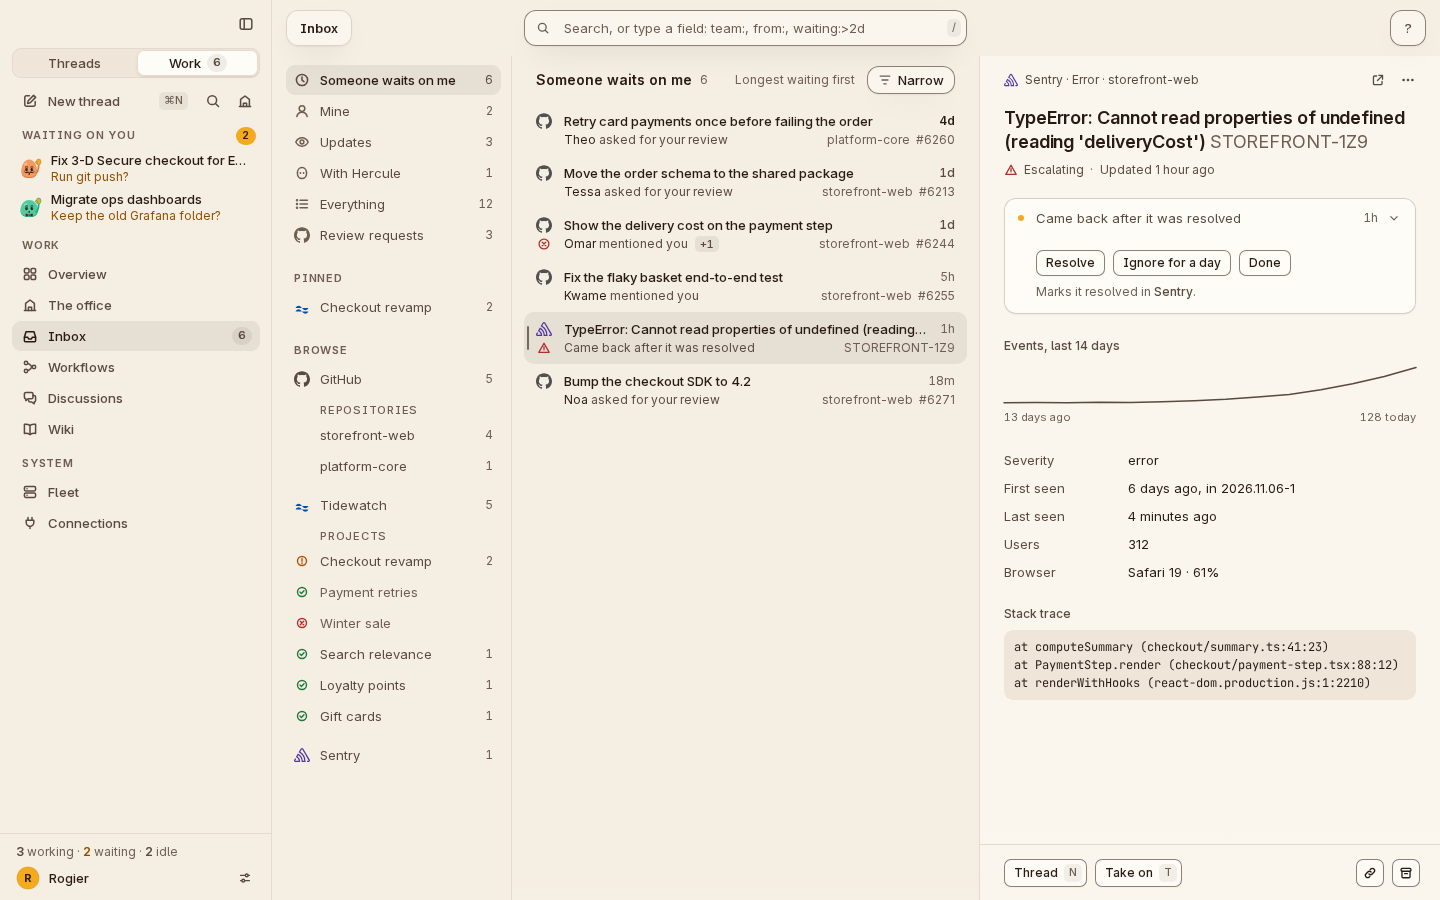 Threads
Work 6
New thread ⌘N
WAITING ON YOU 2
Fix 3-D Secure checkout for E…
Run git push?
Migrate ops dashboards
Keep the old Grafana folder?
WORK
Overview
The office
Inbox 6
Workflows
Discussions
Wiki
SYSTEM
Fleet
Connections
3 working · 2 waiting · 2 idle
R Rogier
Inbox
Someone waits on me 6
Mine 2
Updates 3
With Hercule 1
Everything 12
Review requests 3
PINNED
Checkout revamp 2
BROWSE
GitHub 5
REPOSITORIES
storefront-web 4
platform-core 1
Tidewatch 5
PROJECTS
Checkout revamp 2
Payment retries
Winter sale
Search relevance 1
Loyalty points 1
Gift cards 1
Sentry 1
Search, or type a field: team:, from:, waiting:>2d /
?
Someone waits on me 6 Longest waiting first Narrow
Retry card payments once before failing the order 4d
Theo asked for your review platform-core #6260
Move the order schema to the shared package 1d
Tessa asked for your review storefront-web #6213
Show the delivery cost on the payment step 1d
Omar mentioned you +1 storefront-web #6244
Fix the flaky basket end-to-end test 5h
Kwame mentioned you storefront-web #6255
TypeError: Cannot read properties of undefined (reading… 1h
Came back after it was resolved STOREFRONT-1Z9
Bump the checkout SDK to 4.2 18m
Noa asked for your review storefront-web #6271
Sentry · Error · storefront-web
TypeError: Cannot read properties of undefined
(reading 'deliveryCost') STOREFRONT-1Z9
Escalating · Updated 1 hour ago
Came back after it was resolved 1h
Resolve Ignore for a day Done
Marks it resolved in Sentry.
Events, last 14 days
13 days ago 128 today
Severity error
First seen 6 days ago, in 2026.11.06-1
Last seen 4 minutes ago
Users 312
Browser Safari 19 · 61%
Stack trace
at computeSummary (checkout/summary.ts:41:23)
at PaymentStep.render (checkout/payment-step.tsx:88:12)
at renderWithHooks (react-dom.production.js:1:2210)
Thread N Take on T